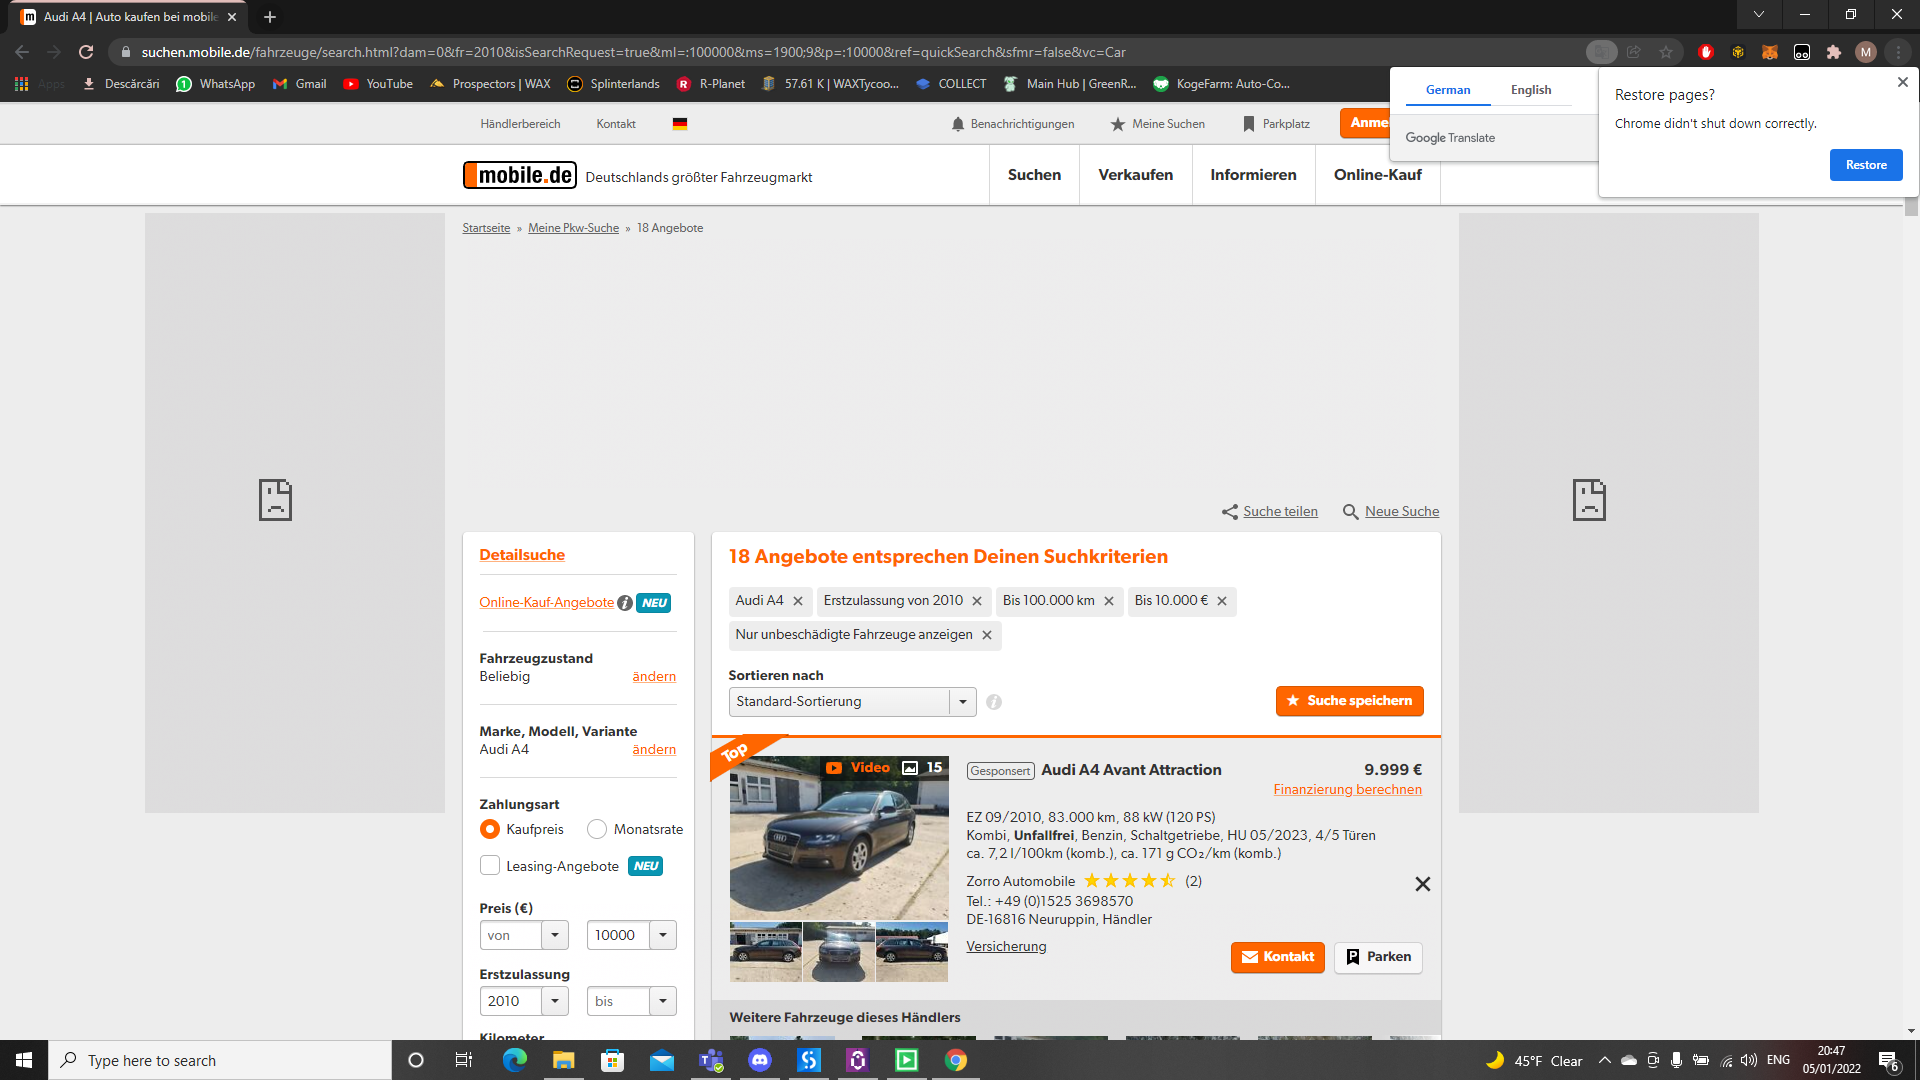 Audi A4 | Auto kaufen bei mobile
suchen.mobile.de/fahrzeuge/search.html?dam=0&fr=2010&isSearchRequest=true&ml=:100000&ms=1900;9&p=:10000&ref=quickSearch&sfmr=false&vc=Car
M
Apps
Descărcări
WhatsApp
Gmail
YouTube
Prospectors | WAX
Splinterlands
R-Planet
57.61 K | WAXTycoo...
COLLECT
Main Hub | GreenR...
KogeFarm: Auto-Co...
German
English
Google Translate
Restore pages?
Chrome didn't shut down correctly.
Restore
Händlerbereich
Kontakt
Benachrichtigungen
Meine Suchen
Parkplatz
Anme
mobile.de
Deutschlands größter Fahrzeugmarkt
Suchen
Verkaufen
Informieren
Online-Kauf
Startseite » Meine Pkw-Suche » 18 Angebote
Suche teilen
Neue Suche
Detailsuche
Online-Kauf-Angebote i NEU
Fahrzeugzustand
Beliebig ändern
Marke, Modell, Variante
Audi A4 ändern
Zahlungsart
Kaufpreis Monatsrate
Leasing-Angebote NEU
Preis (€)
von 10000
Erstzulassung
2010 bis
Kilometer
18 Angebote entsprechen Deinen Suchkriterien
Audi A4 Erstzulassung von 2010 Bis 100.000 km Bis 10.000 €
Nur unbeschädigte Fahrzeuge anzeigen
Sortieren nach
Standard-Sortierung
Suche speichern
Top
Video 15
Gesponsert Audi A4 Avant Attraction 9.999 €
Finanzierung berechnen
EZ 09/2010, 83.000 km, 88 kW (120 PS)
Kombi, Unfallfrei, Benzin, Schaltgetriebe, HU 05/2023, 4/5 Türen
ca. 7,2 l/100km (komb.), ca. 171 g CO₂/km (komb.)
Zorro Automobile (2)
Tel.: +49 (0)1525 3698570
DE-16816 Neuruppin, Händler
Versicherung
Kontakt
Parken
Weitere Fahrzeuge dieses Händlers
Type here to search
45°F Clear
ENG
20:47
05/01/2022
6